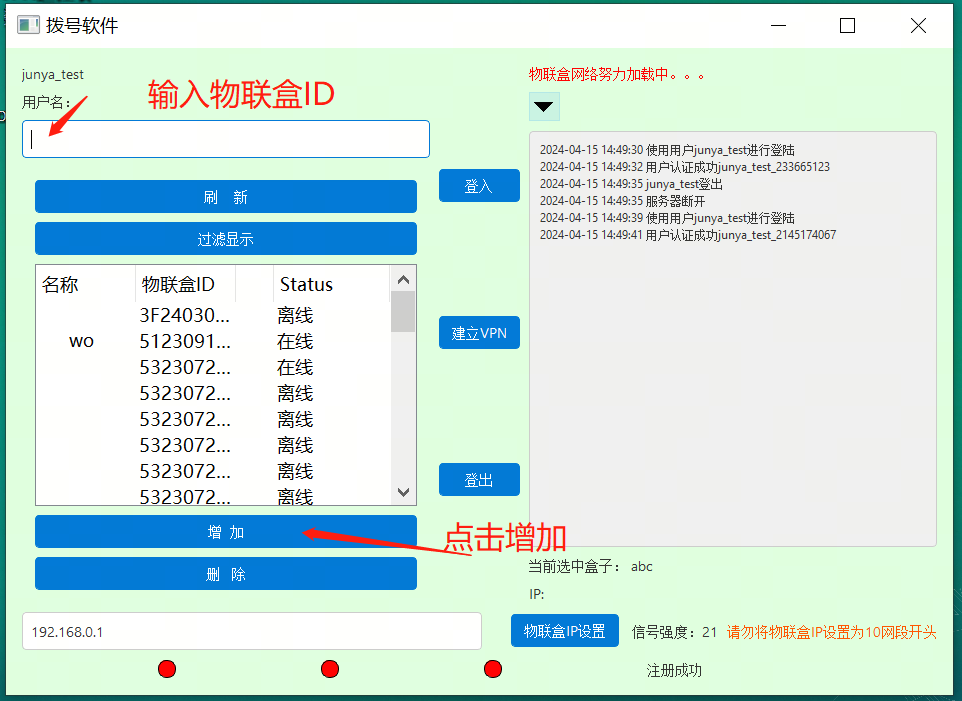 拨号软件
junya_test
用户名:
输入物联盒ID
刷 新
过滤显示
名称 物联盒ID Status
3F24030... 离线
wo 5123091... 在线
5323072... 在线
5323072... 离线
5323072... 离线
5323072... 离线
5323072... 离线
5323072... 离线
增 加
点击增加
删 除
192.168.0.1
登入
建立VPN
登出
物联盒网络努力加载中。。。
2024-04-15 14:49:30 使用用户junya_test进行登陆
2024-04-15 14:49:32 用户认证成功junya_test_233665123
2024-04-15 14:49:35 junya_test登出
2024-04-15 14:49:35 服务器断开
2024-04-15 14:49:39 使用用户junya_test进行登陆
2024-04-15 14:49:41 用户认证成功junya_test_2145174067
当前选中盒子: abc
IP:
物联盒IP设置 信号强度: 21 请勿将物联盒IP设置为10网段开头
注册成功